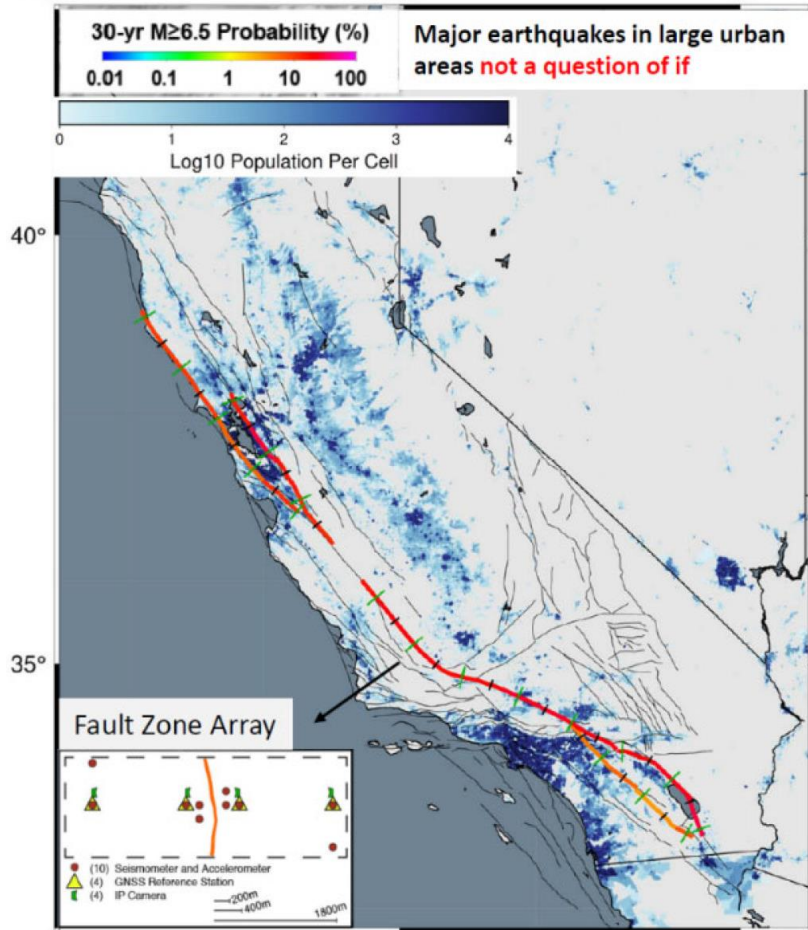 30-yr M≥6.5 Probability (%)
0.01 0.1 1 10 100
Major earthquakes in large urban
areas not a question of if
0 1 2 3 4
Log10 Population Per Cell
40°
35°
Fault Zone Array
(10) Seismometer and Accelerometer
(4) GNSS Reference Station
(4) IP Camera
200m
400m
1800m